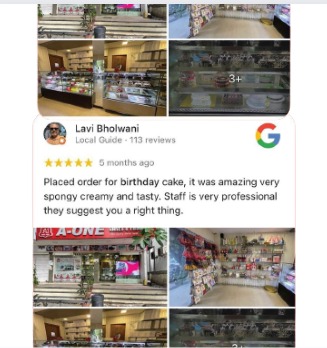 3+
Lavi Bholwani
Local Guide · 113 reviews
G
★★★★★ 5 months ago
Placed order for birthday cake, it was amazing very
spongy creamy and tasty. Staff is very professional
they suggest you a right thing.
A-ONE
3+